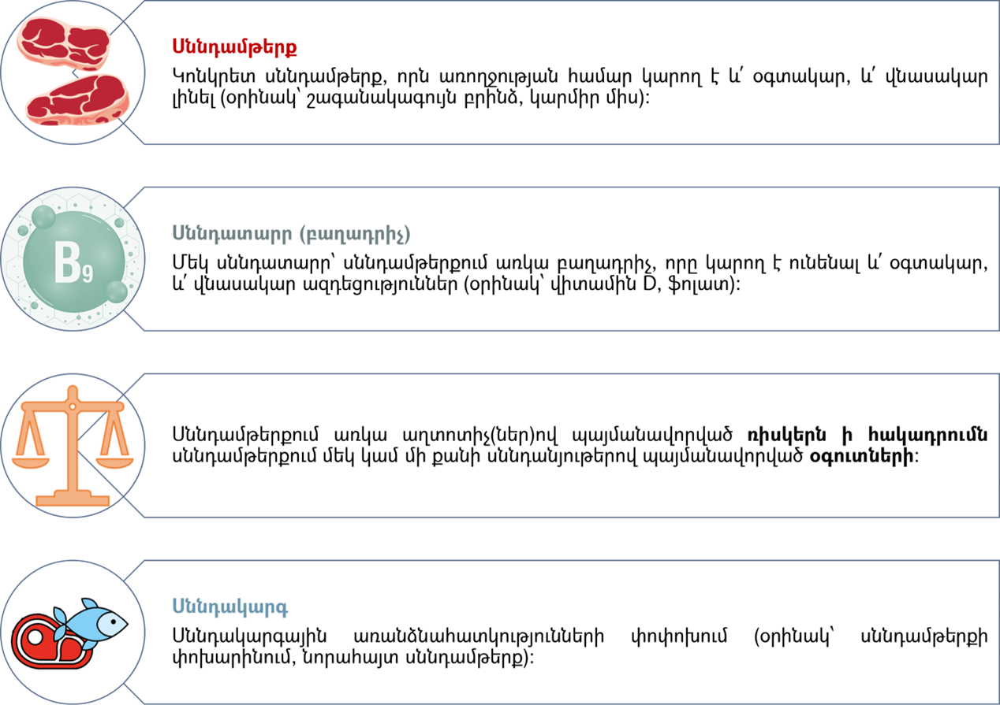 Սննդամթերք
Կոնկրետ սննդամթերք, որն առողջության համար կարող է և՛ օգտակար, և՛ վնասակար
լինել (օրինակ՝ շագանակագույն բրինձ, կարմիր միս):
B9
Սննդատարր (բաղադրիչ)
Մեկ սննդատարր՝ սննդամթերքում առկա բաղադրիչ, որը կարող է ունենալ և՛ օգտակար,
և՛ վնասակար ազդեցություններ (օրինակ՝ վիտամին D, ֆոլատ):
Սննդամթերքում առկա աղտոտիչ(ներ)ով պայմանավորված ռիսկերն ի հակադրումն
սննդամթերքում մեկ կամ մի քանի սննդանյութերով պայմանավորված օգուտների:
Սննդակարգ
Սննդակարգային առանձնահատկությունների փոփոխում (օրինակ՝ սննդամթերքի
փոխարինում, նորահայտ սննդամթերք):